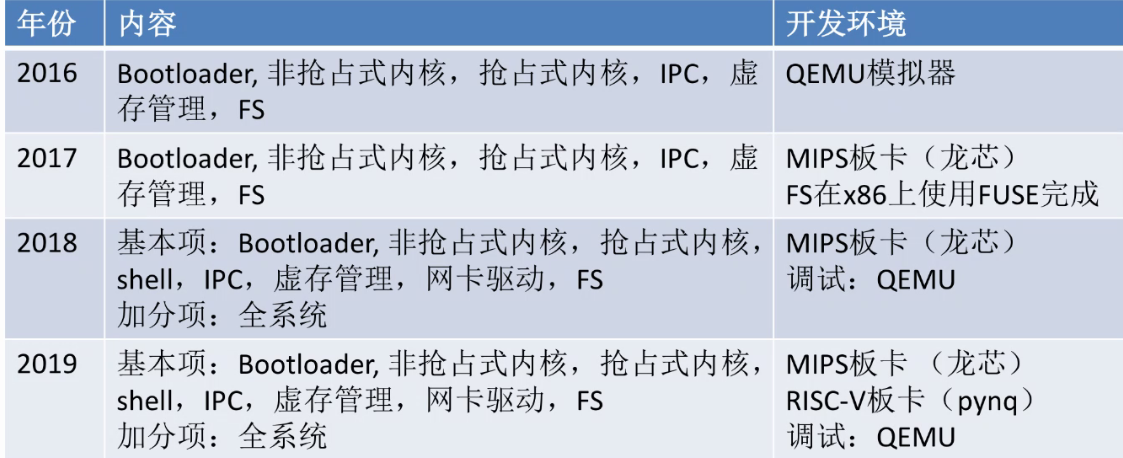 年份 内容 开发环境
2016 Bootloader, 非抢占式内核，抢占式内核，IPC，虚 QEMU模拟器
存管理，FS
2017 Bootloader, 非抢占式内核，抢占式内核，IPC，虚 MIPS板卡（龙芯）
存管理，FS FS在x86上使用FUSE完成
2018 基本项：Bootloader, 非抢占式内核，抢占式内核， MIPS板卡（龙芯）
shell，IPC，虚存管理，网卡驱动，FS 调试：QEMU
加分项：全系统
2019 基本项：Bootloader, 非抢占式内核，抢占式内核， MIPS板卡 （龙芯）
shell，IPC，虚存管理，网卡驱动，FS RISC-V板卡（pynq）
加分项：全系统 调试：QEMU